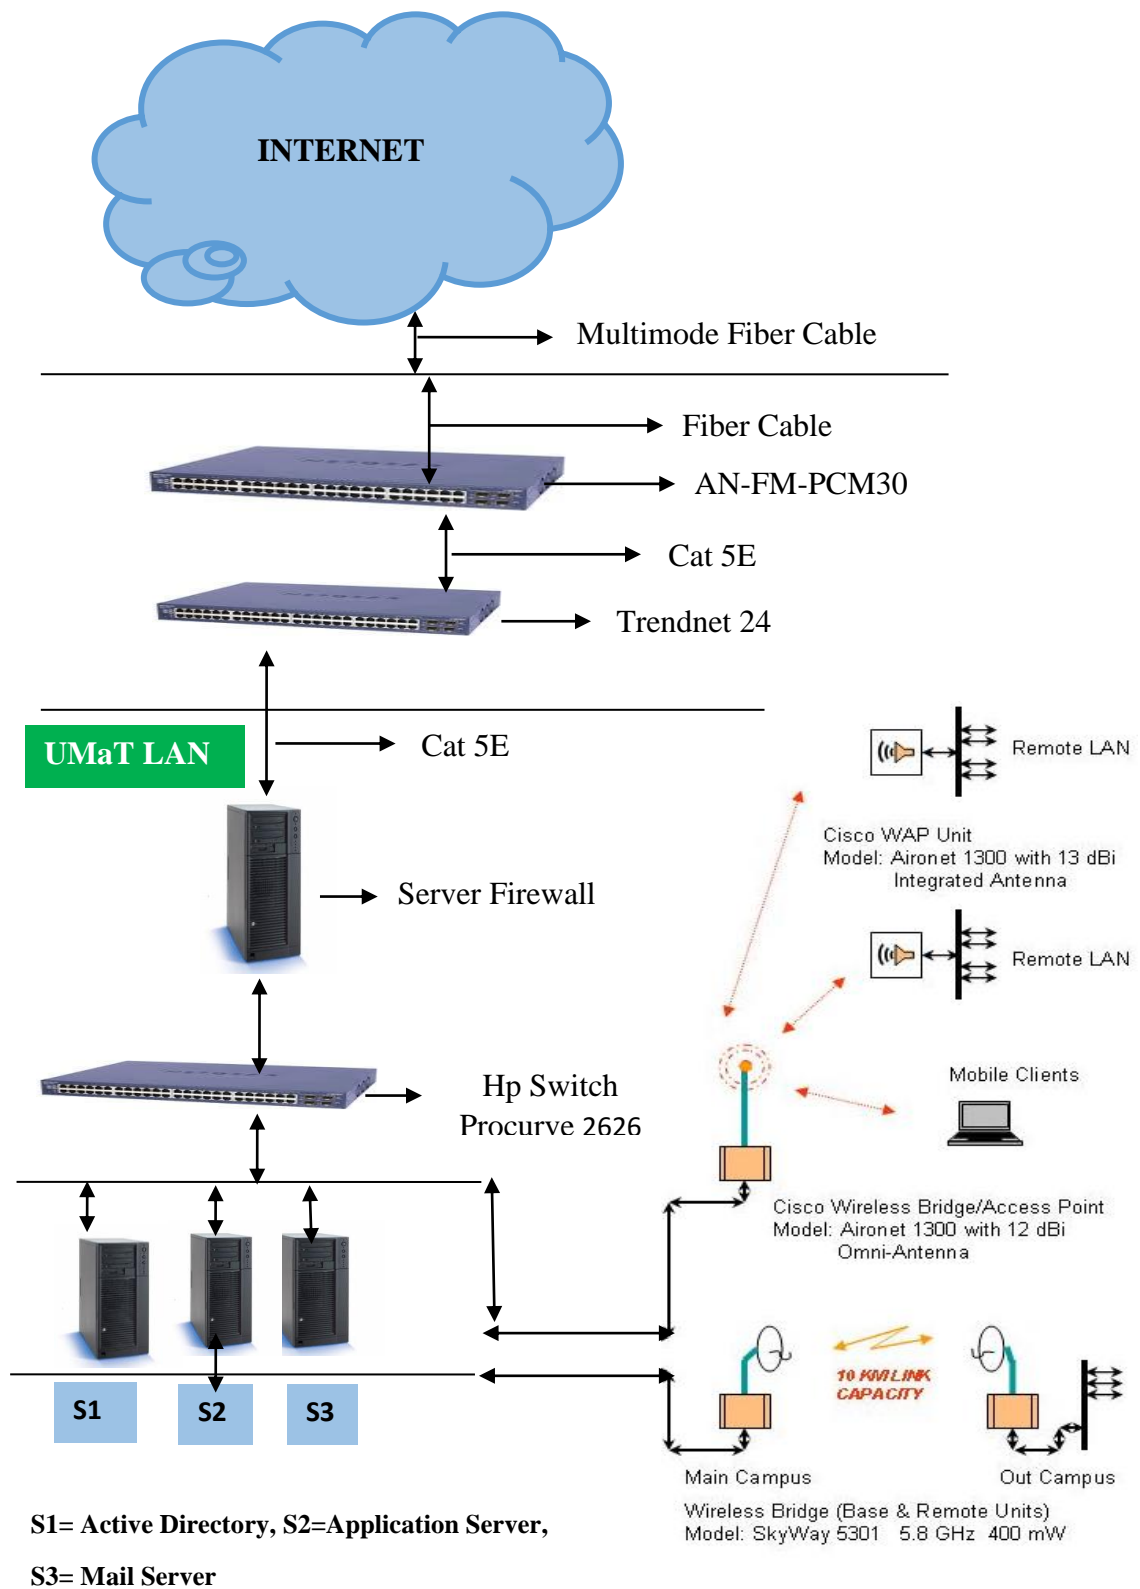 INTERNET
Multimode Fiber Cable
Fiber Cable
AN-FM-PCM30
Cat 5E
Trendnet 24
UMaT LAN
Cat 5E
Server Firewall
Hp Switch
Procurve 2626
Remote LAN
Cisco WAP Unit
Model: Aironet 1300 with 13 dBi
Integrated Antenna
Remote LAN
Mobile Clients
Cisco Wireless Bridge/Access Point
Model: Aironet 1300 with 12 dBi
Omni-Antenna
10 KM LINK
CAPACITY
S1
S2
S3
Main Campus
Out Campus
Wireless Bridge (Base & Remote Units)
Model: SkyWay 5301 5.8 GHz 400 mW
S1= Active Directory, S2=Application Server,
S3= Mail Server